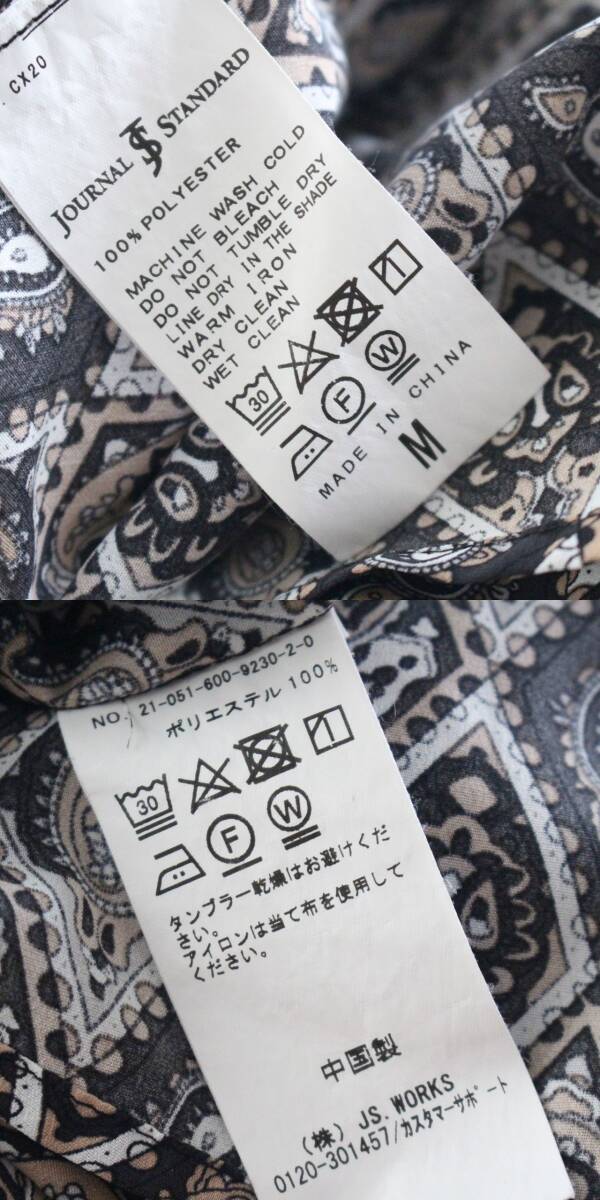 CX20
JOURNAL JS STANDARD
100% POLYESTER
MACHINE WASH COLD
DO NOT BLEACH
DO NOT TUMBLE DRY
LINE DRY IN THE SHADE
WARM IRON
DRY CLEAN
WET CLEAN
30
F
W
MADE IN CHINA
M
NO. 21-051-600-9230-2-0
ポリエステル 100%
30
F
W
タンブラー乾燥はお避けくだ
さい。
アイロンは当て布を使用して
ください。
中国製
(株) JS.WORKS
0120-301457/カスタマーサポート